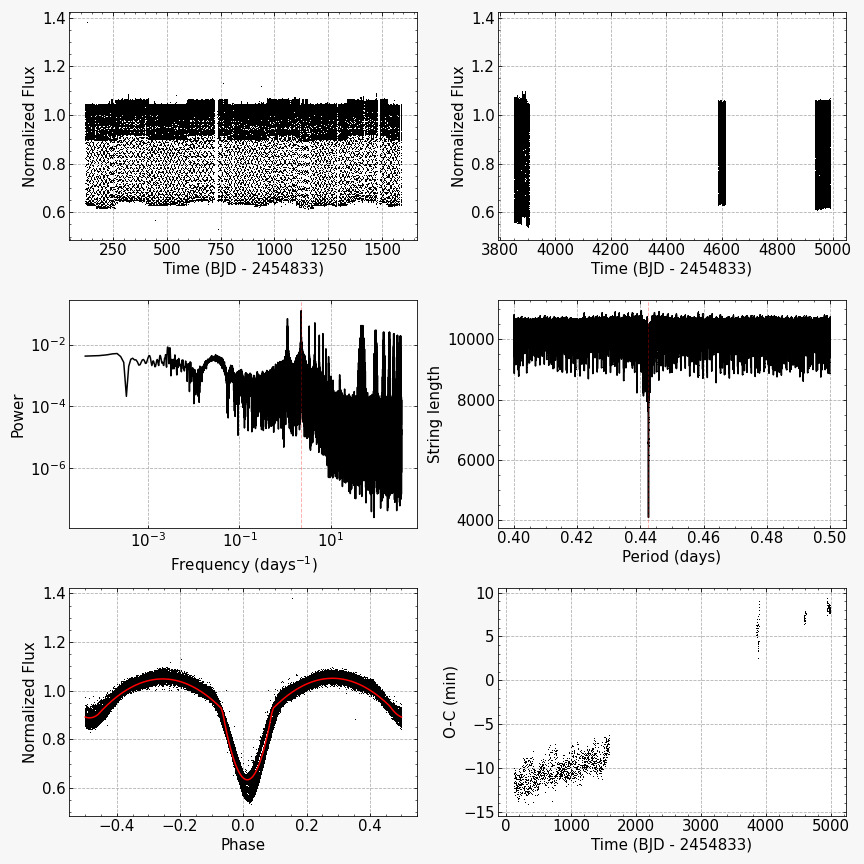 1.4
1.2
1.0
0.8
0.6
Normalized Flux
250 500 750 1000 1250 1500
Time (BJD - 2454833)
1.4
1.2
1.0
0.8
0.6
Normalized Flux
3800 4000 4200 4400 4600 4800 5000
Time (BJD - 2454833)
10⁻²
10⁻⁴
10⁻⁶
Power
10⁻³ 10⁻¹ 10¹
Frequency (days⁻¹)
10000
8000
6000
4000
String length
0.40 0.42 0.44 0.46 0.48 0.50
Period (days)
1.4
1.2
1.0
0.8
0.6
Normalized Flux
−0.4 −0.2 0.0 0.2 0.4
Phase
10
5
0
−5
−10
−15
O-C (min)
0 1000 2000 3000 4000 5000
Time (BJD - 2454833)